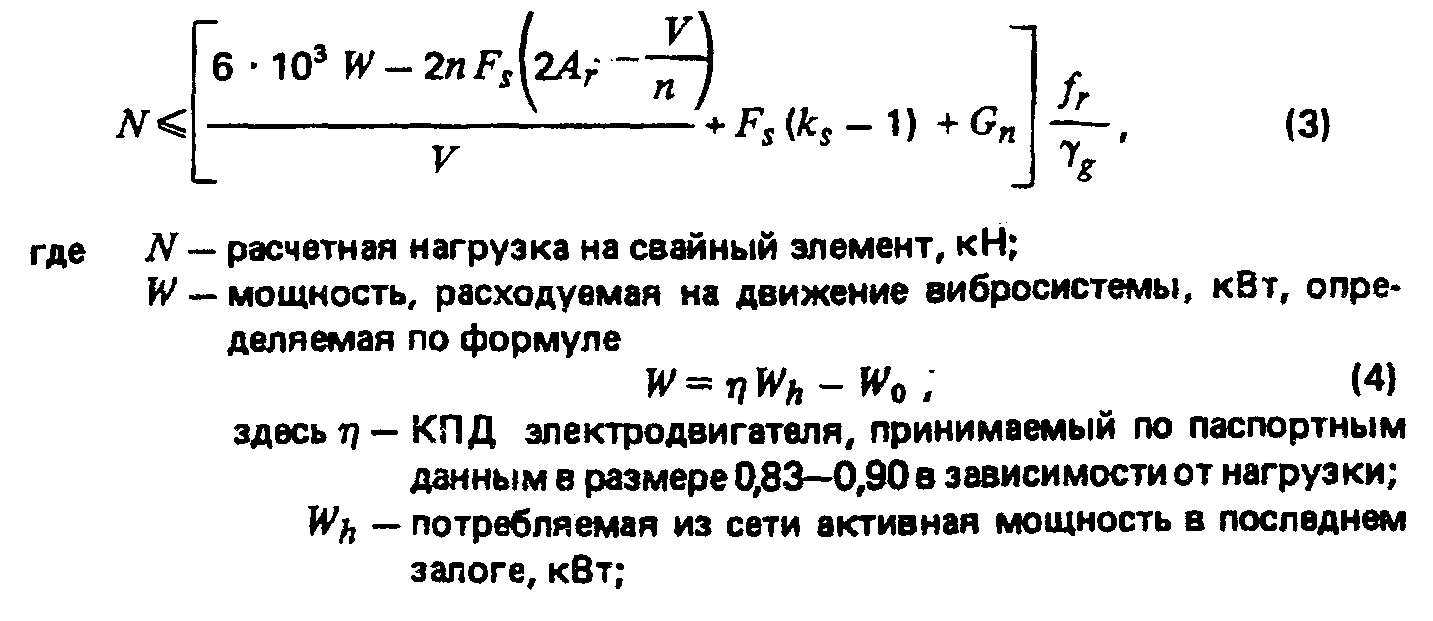 N ⩽ [ (6 · 10³ W − 2n F_s (2A_r − V/n)) / V + F_s (k_s − 1) + G_n ] f_r / γ_g , (3)
где N — расчетная нагрузка на свайный элемент, кН;
W — мощность, расходуемая на движение вибросистемы, кВт, опре-
деляемая по формуле
W = η W_h − W_0 ; (4)
здесь η — КПД электродвигателя, принимаемый по паспортным
данным в размере 0,83—0,90 в зависимости от нагрузки;
W_h — потребляемая из сети активная мощность в последнем
залоге, кВт;